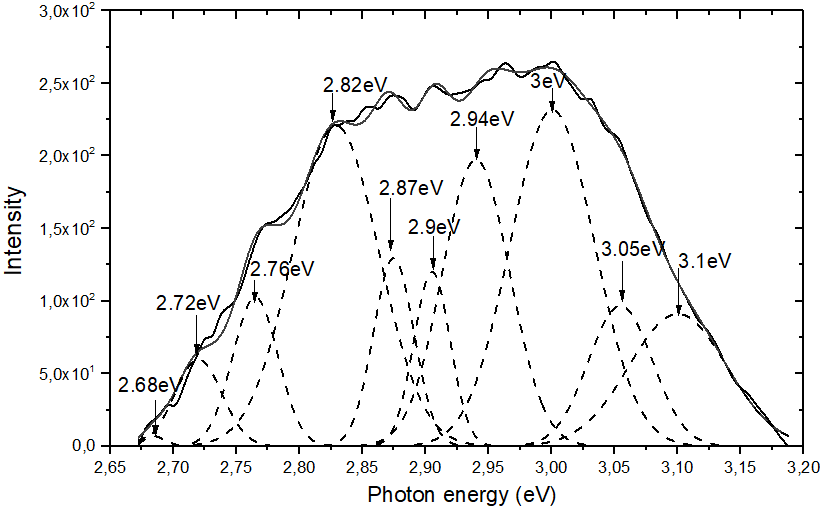 3,0x10²
2,5x10²
2,0x10²
1,5x10²
1,0x10²
5,0x10¹
0,0
Intensity
2.68eV
2.72eV
2.76eV
2.82eV
2.87eV
2.9eV
2.94eV
3eV
3.05eV
3.1eV
2,65 2,70 2,75 2,80 2,85 2,90 2,95 3,00 3,05 3,10 3,15 3,20
Photon energy (eV)